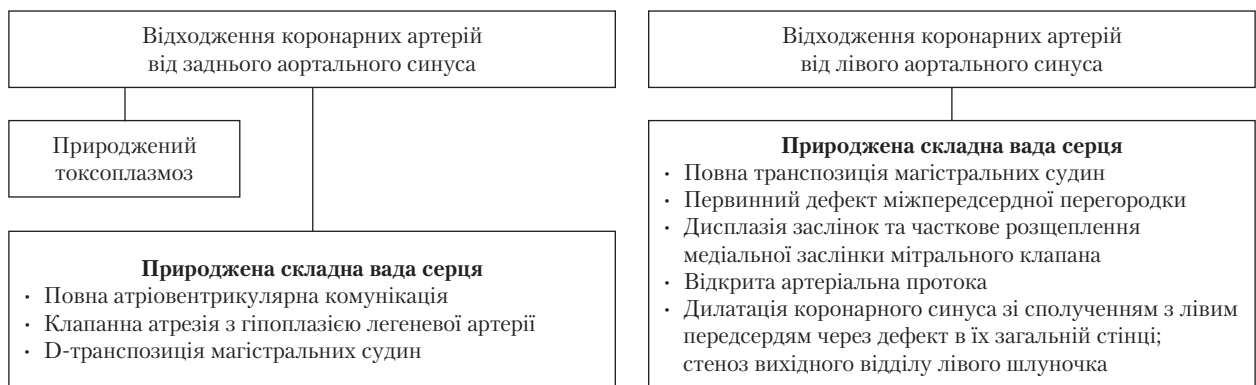 Відходження коронарних артерій
від заднього аортального синуса
Природжений
токсоплазмоз
Природжена складна вада серця
· Повна атріовентрикулярна комунікація
· Клапанна атрезія з гіпоплазією легеневої артерії
· D-транспозиція магістральних судин
Відходження коронарних артерій
від лівого аортального синуса
Природжена складна вада серця
· Повна транспозиція магістральних судин
· Первинний дефект міжпередсердної перегородки
· Дисплазія заслінок та часткове розщеплення
медіальної заслінки мітрального клапана
· Відкрита артеріальна протока
· Дилатація коронарного синуса зі сполученням з лівим
передсердям через дефект в їх загальній стінці;
стеноз вихідного відділу лівого шлуночка